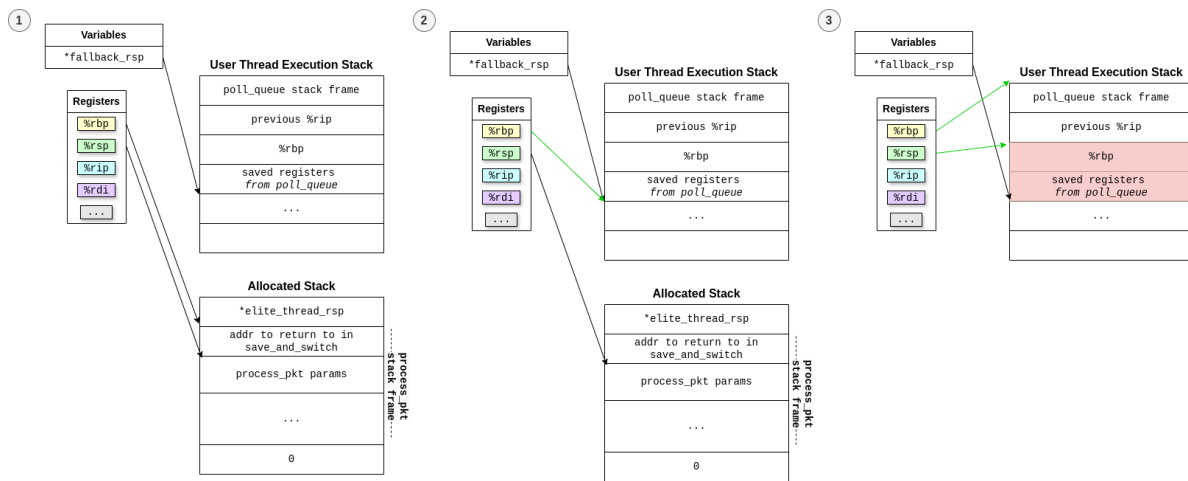 1
Variables
*fallback_rsp
Registers
%rbp
%rsp
%rip
%rdi
...
User Thread Execution Stack
poll_queue stack frame
previous %rip
%rbp
saved registers
from poll_queue
...
Allocated Stack
*elite_thread_rsp
addr to return to in
save_and_switch
process_pkt params
...
0
process_pkt
stack frame
2
Variables
*fallback_rsp
Registers
%rbp
%rsp
%rip
%rdi
...
User Thread Execution Stack
poll_queue stack frame
previous %rip
%rbp
saved registers
from poll_queue
...
Allocated Stack
*elite_thread_rsp
addr to return to in
save_and_switch
process_pkt params
...
0
process_pkt
stack frame
3
Variables
*fallback_rsp
Registers
%rbp
%rsp
%rip
%rdi
...
User Thread Execution Stack
poll_queue stack frame
previous %rip
%rbp
saved registers
from poll_queue
...